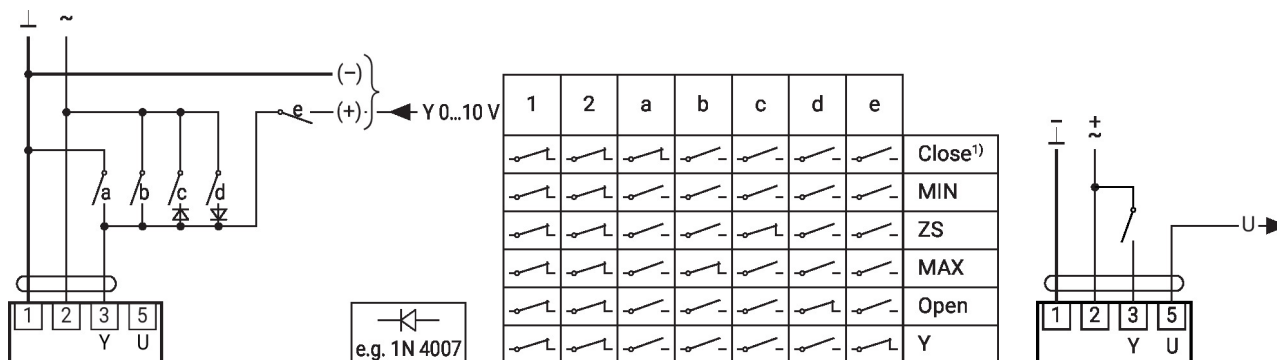 ⊥ ~
(–)
e (+) Y 0...10 V
a b c d
1 2 3 5
Y U
e.g. 1N 4007
1 2 a b c d e
Close¹⁾
MIN
ZS
MAX
Open
Y
– +
⊥ ~
U
1 2 3 5
Y U